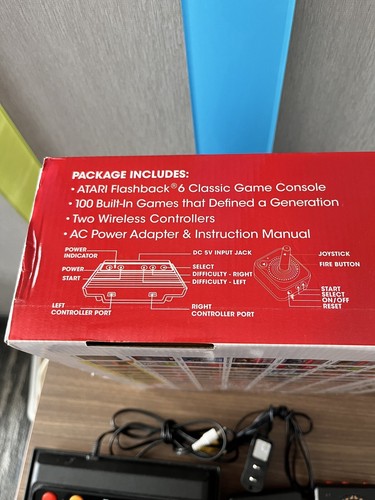 PACKAGE INCLUDES:
• ATARI Flashback® 6 Classic Game Console
• 100 Built-In Games that Defined a Generation
• Two Wireless Controllers
• AC Power Adapter & Instruction Manual
POWER
INDICATOR
DC 5V INPUT JACK
JOYSTICK
POWER
SELECT
FIRE BUTTON
START
DIFFICULTY - RIGHT
DIFFICULTY - LEFT
START
SELECT
ON/OFF
RESET
LEFT
CONTROLLER PORT
RIGHT
CONTROLLER PORT